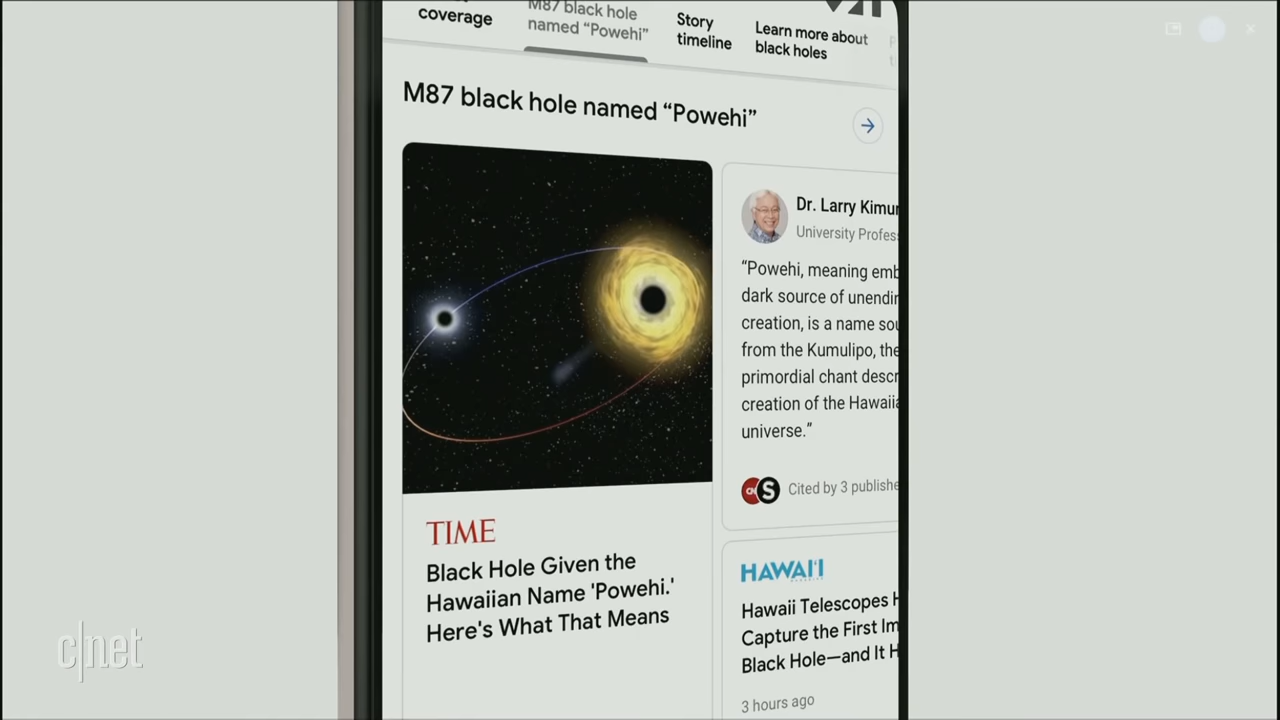 coverage
M87 black hole
named “Powehi”
Story
timeline
Learn more about
black holes
M87 black hole named “Powehi”
TIME
Black Hole Given the
Hawaiian Name 'Powehi.'
Here's What That Means
Dr. Larry Kimur
University Profes
“Powehi, meaning emb
dark source of unendin
creation, is a name sou
from the Kumulipo, the
primordial chant descr
creation of the Hawaiia
universe.”
CN S
Cited by 3 publishe
HAWAI‘I
Hawaii Telescopes H
Capture the First Im
Black Hole—and It H
3 hours ago
c|net